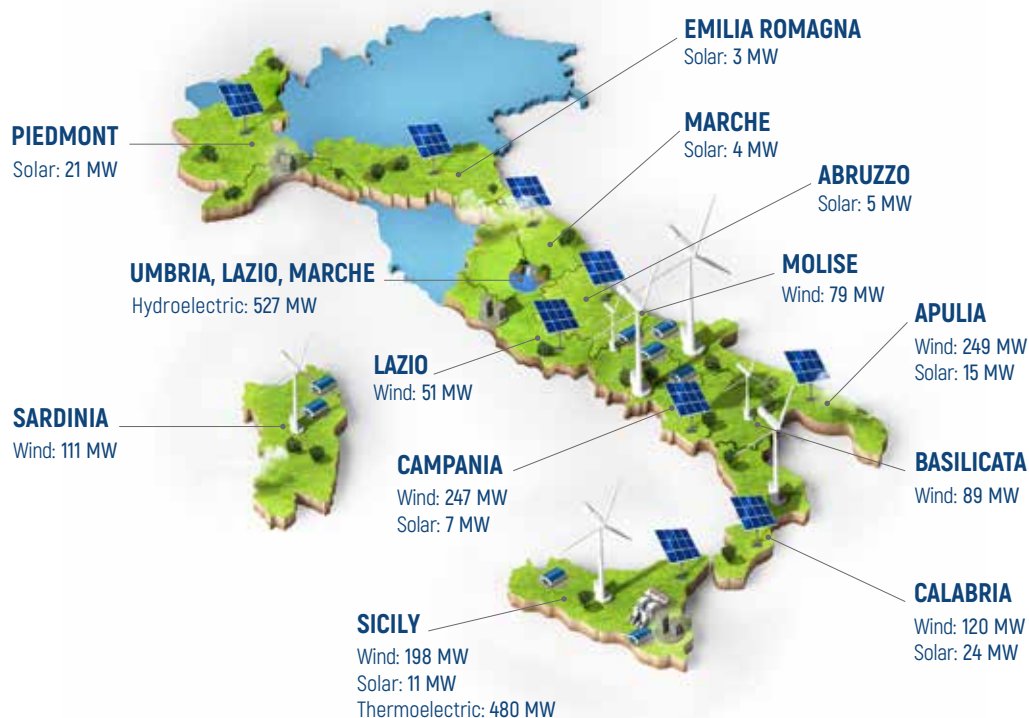 EMILIA ROMAGNA
Solar: 3 MW
PIEDMONT
Solar: 21 MW
MARCHE
Solar: 4 MW
ABRUZZO
Solar: 5 MW
UMBRIA, LAZIO, MARCHE
Hydroelectric: 527 MW
MOLISE
Wind: 79 MW
APULIA
Wind: 249 MW
Solar: 15 MW
LAZIO
Wind: 51 MW
SARDINIA
Wind: 111 MW
CAMPANIA
Wind: 247 MW
Solar: 7 MW
BASILICATA
Wind: 89 MW
CALABRIA
Wind: 120 MW
Solar: 24 MW
SICILY
Wind: 198 MW
Solar: 11 MW
Thermoelectric: 480 MW